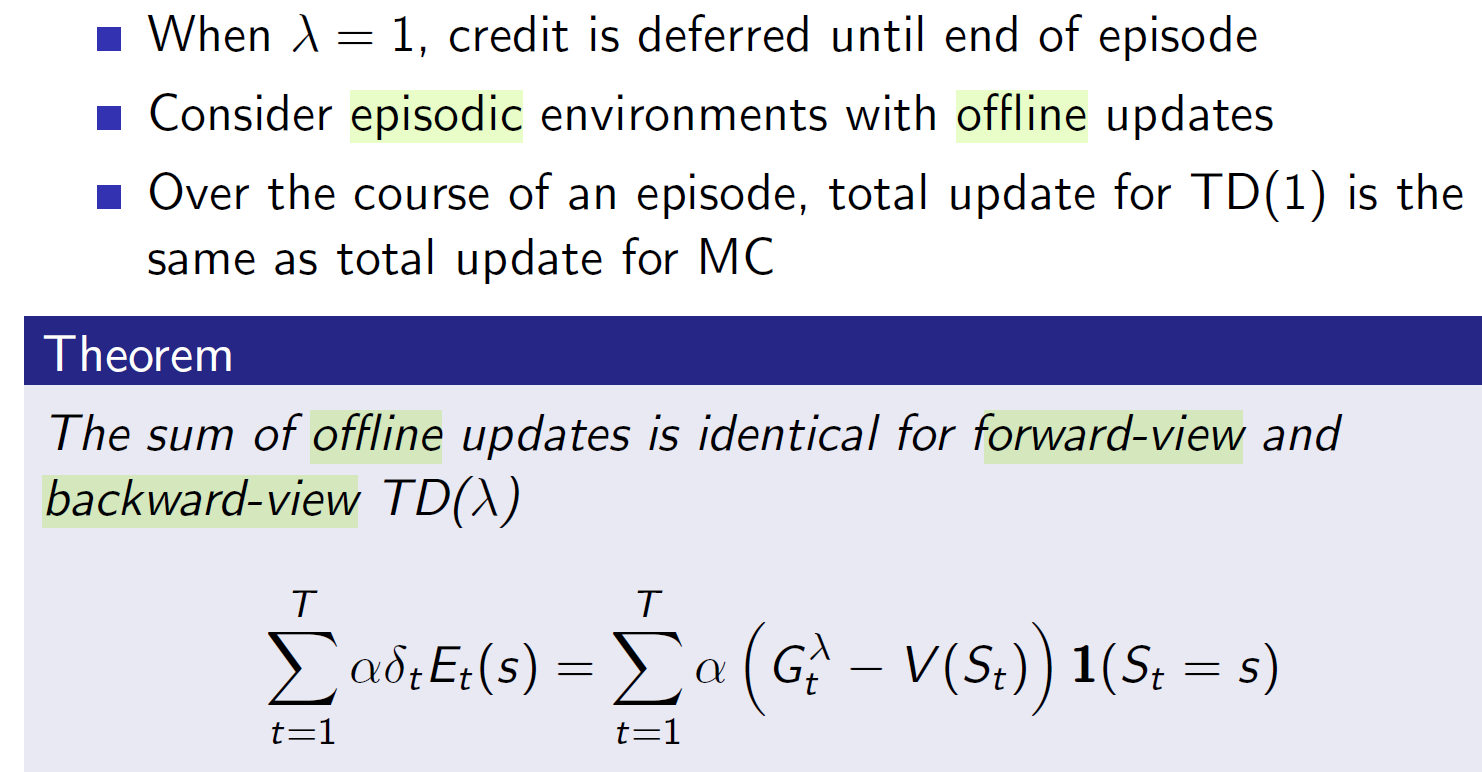 When λ = 1, credit is deferred until end of episode
Consider episodic environments with offline updates
Over the course of an episode, total update for TD(1) is the
same as total update for MC
Theorem
The sum of offline updates is identical for forward-view and
backward-view TD(λ)
$\sum_{t=1}^{T} \alpha \delta_t E_t(s) = \sum_{t=1}^{T} \alpha \left( G_t^{\lambda} - V(S_t) \right) \mathbf{1}(S_t = s)$